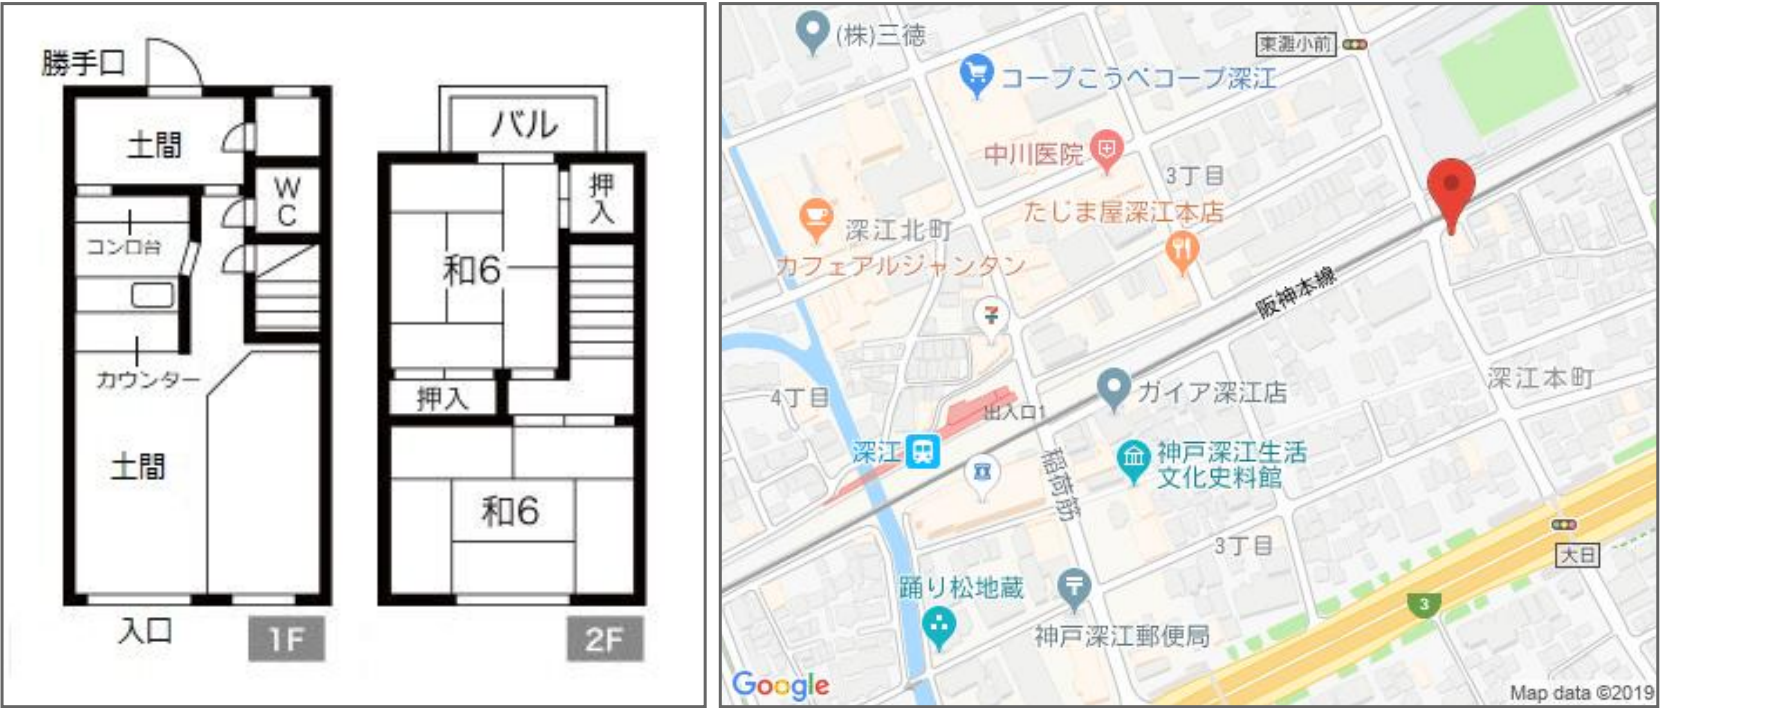 勝手口
土間
WC
コンロ台
カウンター
土間
入口
1F
バル
押入
和6
押入
和6
2F
(株)三徳
東灘小前
コープこうべコープ深江
中川医院
3丁目
たじま屋深江本店
深江北町
カフェアルジャンタン
阪神本線
4丁目
出入口1
ガイア深江店
深江本町
深江
神戸深江生活
文化史料館
稲荷筋
3丁目
大日
踊り松地蔵
3
神戸深江郵便局
Google
Map data ©2019